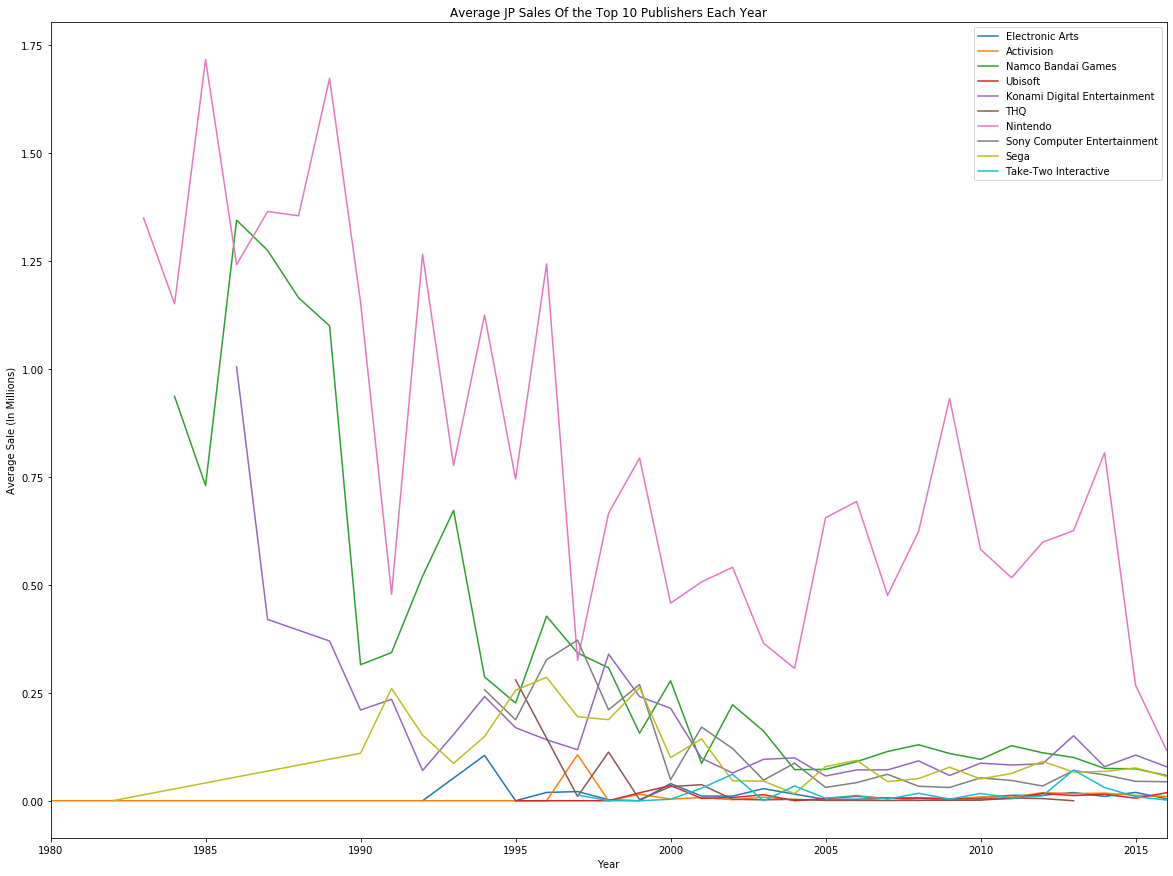 Average JP Sales Of the Top 10 Publishers Each Year
Electronic Arts
Activision
Namco Bandai Games
Ubisoft
Konami Digital Entertainment
THQ
Nintendo
Sony Computer Entertainment
Sega
Take-Two Interactive
Average Sale (In Millions)
1.75
1.50
1.25
1.00
0.75
0.50
0.25
0.00
1980
1985
1990
1995
2000
2005
2010
2015
Year